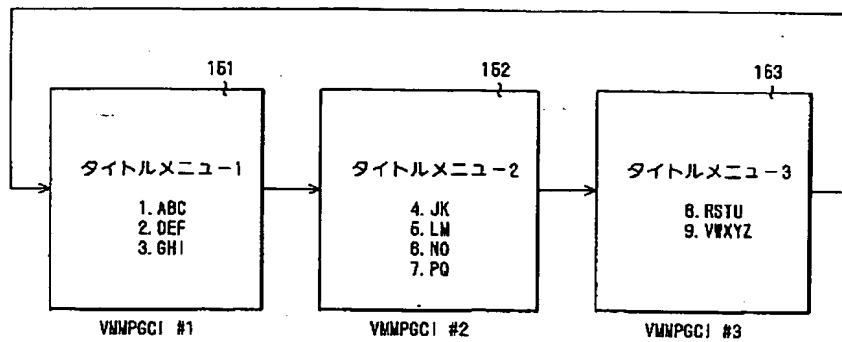 161
タイトルメニュー1
1. ABC
2. DEF
3. GHI
VMMPGCI #1
162
タイトルメニュー2
4. JK
5. LM
6. NO
7. PQ
VMMPGCI #2
163
タイトルメニュー3
8. RSTU
9. VWXYZ
VMMPGCI #3